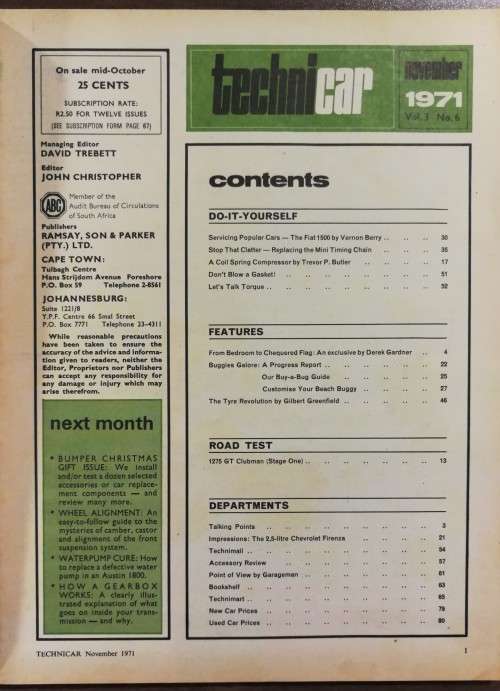 On sale mid-October
25 CENTS
SUBSCRIPTION RATE:
R2.50 FOR TWELVE ISSUES
(SEE SUBSCRIPTION FORM PAGE 67)
Managing Editor
DAVID TREBETT
Editor
JOHN CHRISTOPHER
ABC
Member of the
Audit Bureau of Circulations
of South Africa
Publishers
RAMSAY, SON & PARKER
(PTY.) LTD.
CAPE TOWN:
Tulbagh Centre
Hans Strijdom Avenue Foreshore
P.O. Box 59 Telephone 2-8561
JOHANNESBURG:
Suite 1221/8
Y.P.F. Centre 66 Smal Street
P.O. Box 7771 Telephone 23-4311
While reasonable precautions
have been taken to ensure the
accuracy of the advice and informa-
tion given to readers, neither the
Editor, Proprietors nor Publishers
can accept any responsibility for
any damage or injury which may
arise therefrom.
next month
* BUMPER CHRISTMAS
GIFT ISSUE: We install
and/or test a dozen selected
accessories or car replace-
ment components — and
review many more.
* WHEEL ALIGNMENT: An
easy-to-follow guide to the
mysteries of camber, castor
and alignment of the front
suspension system.
* WATERPUMP CURE: How
to replace a defective water
pump in an Austin 1800.
* HOW A GEARBOX
WORKS: A clearly illus-
trated explanation of what
goes on inside your trans-
mission — and why.
technicar
november
1971
Vol. 3 No. 6
contents
DO-IT-YOURSELF
Servicing Popular Cars — The Fiat 1500 by Vernon Berry .. .. .. 30
Stop That Clatter — Replacing the Mini Timing Chain .. .. .. 35
A Coil Spring Compressor by Trevor P. Butler .. .. .. .. 17
Don't Blow a Gasket! .. .. .. .. .. .. .. 51
Let's Talk Torque .. .. .. .. .. .. .. .. 32
FEATURES
From Bedroom to Chequered Flag: An exclusive by Derek Gardner .. 4
Buggies Galore: A Progress Report .. .. .. .. .. 22
Our Buy-a-Bug Guide .. .. .. .. 25
Customise Your Beach Buggy .. .. .. 27
The Tyre Revolution by Gilbert Greenfield .. .. .. .. .. 46
ROAD TEST
1275 GT Clubman (Stage One) .. .. .. .. .. .. 13
DEPARTMENTS
Talking Points .. .. .. .. .. .. .. .. 3
Impressions: The 2,5-litre Chevrolet Firenza .. .. .. .. 21
Technimail .. .. .. .. .. .. .. .. .. 54
Accessory Review .. .. .. .. .. .. .. 57
Point of View by Garageman .. .. .. .. .. .. 61
Bookshelf .. .. .. .. .. .. .. .. .. 63
Technimart .. .. .. .. .. .. .. .. .. 65
New Car Prices .. .. .. .. .. .. .. .. 78
Used Car Prices .. .. .. .. .. .. .. .. 80
TECHNICAR November 1971 1